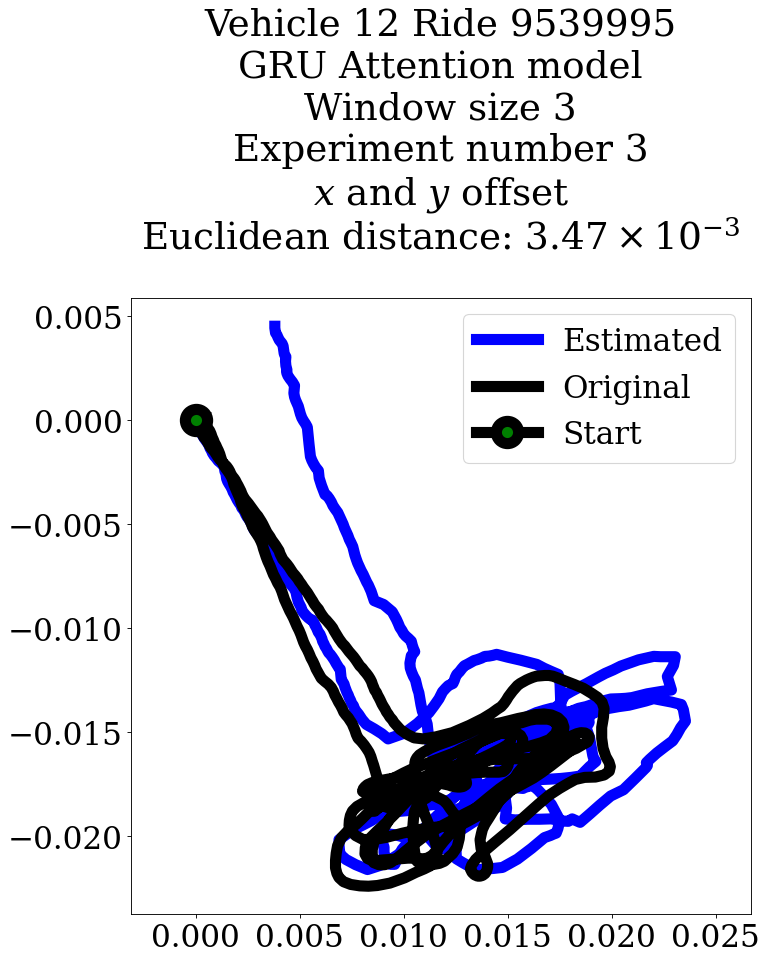 Vehicle 12 Ride 9539995
GRU Attention model
Window size 3
Experiment number 3
x and y offset
Euclidean distance: 3.47 × 10⁻³
Estimated
Original
Start
0.005
0.000
−0.005
−0.010
−0.015
−0.020
0.000 0.005 0.010 0.015 0.020 0.025